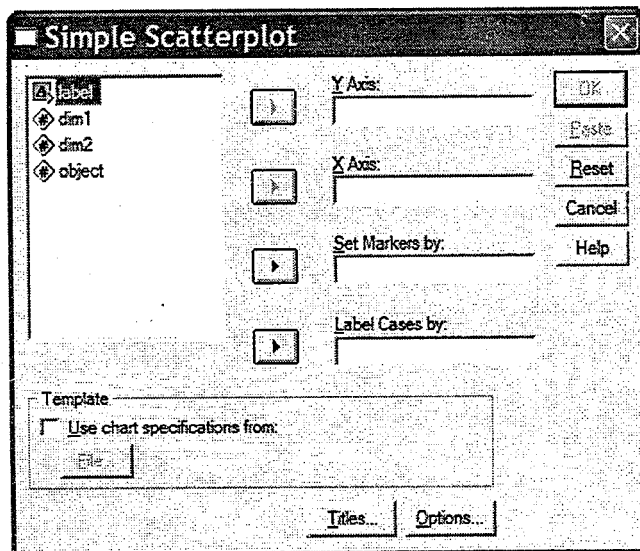 Simple Scatterplot
label
dim1
dim2
object
Y Axis:
X Axis:
Set Markers by:
Label Cases by:
OK
Paste
Reset
Cancel
Help
Template
Use chart specifications from:
File...
Titles...
Options...